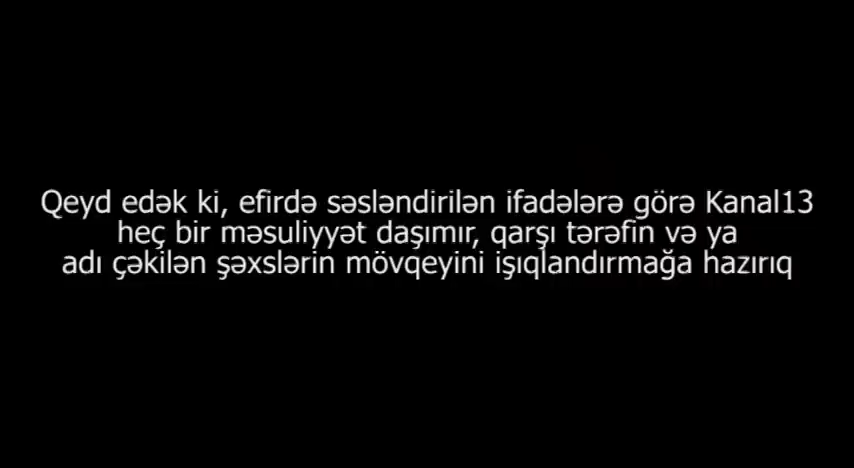 Qeyd edək ki, efirdə səsləndirilən ifadələrə görə Kanal13
heç bir məsuliyyət daşımır, qarşı tərəfin və ya
adı çəkilən şəxslərin mövqeyini işıqlandırmağa hazırıq